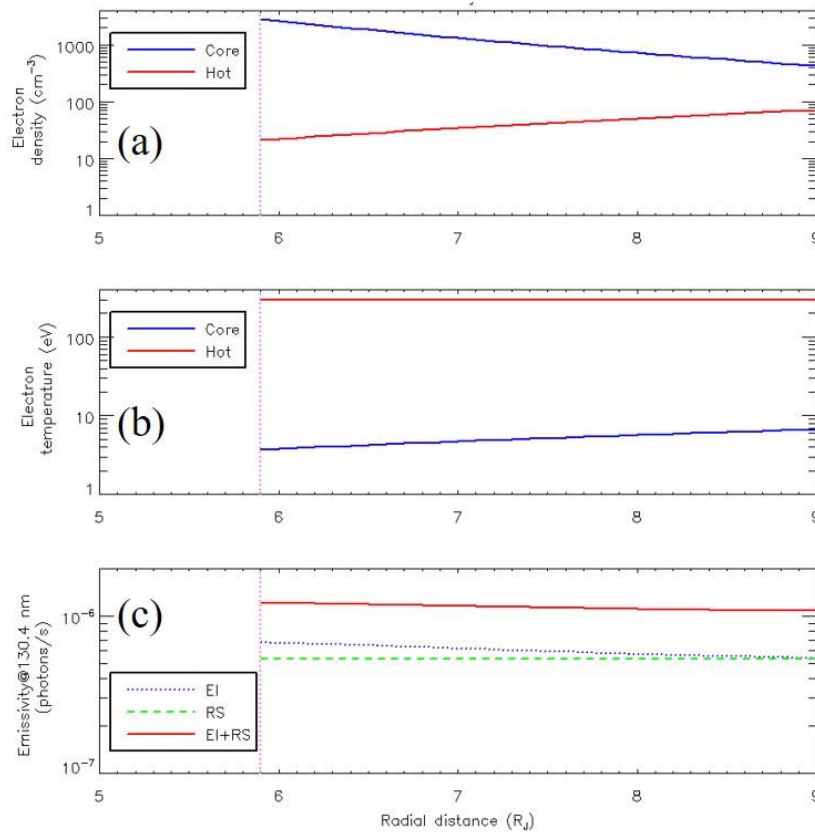 1000
100
10
1
Electron
density (cm⁻³)
Core
Hot
(a)
5 6 7 8 9
100
10
1
Electron
temperature (eV)
Core
Hot
(b)
5 6 7 8 9
10⁻⁶
10⁻⁷
Emissivity@130.4 nm
(photons/s)
(c)
EI
RS
EI+RS
5 6 7 8 9
Radial distance (R_J)